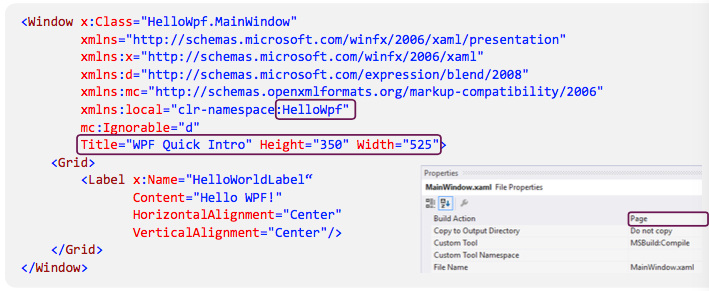 <Window x:Class="HelloWpf.MainWindow"
xmlns="http://schemas.microsoft.com/winfx/2006/xaml/presentation"
xmlns:x="http://schemas.microsoft.com/winfx/2006/xaml"
xmlns:d="http://schemas.microsoft.com/expression/blend/2008"
xmlns:mc="http://schemas.openxmlformats.org/markup-compatibility/2006"
xmlns:local="clr-namespace:HelloWpf"
mc:Ignorable="d"
Title="WPF Quick Intro" Height="350" Width="525">
<Grid>
<Label x:Name="HelloWorldLabel“
Content="Hello WPF!"
HorizontalAlignment="Center"
VerticalAlignment="Center"/>
</Grid>
</Window>
Properties
MainWindow.xaml File Properties
Build Action Page
Copy to Output Directory Do not copy
Custom Tool MSBuild:Compile
Custom Tool Namespace
File Name MainWindow.xaml